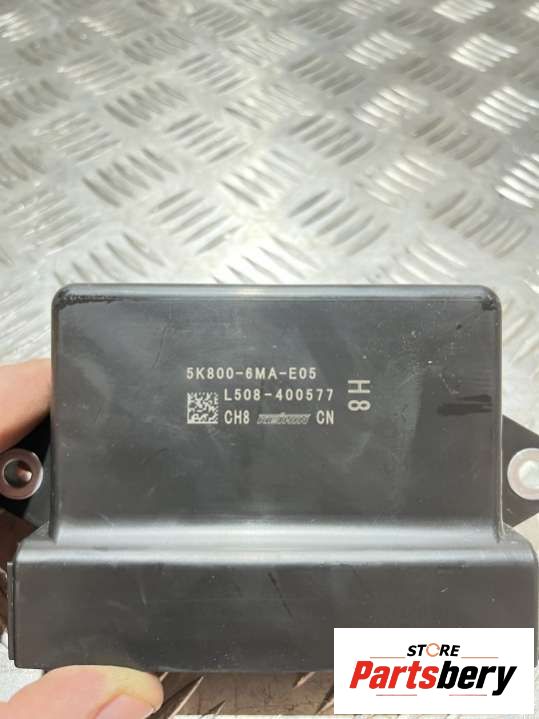 5K800-6MA-E05
L508-400577
CH8 CN
H8
STORE
Partsbery